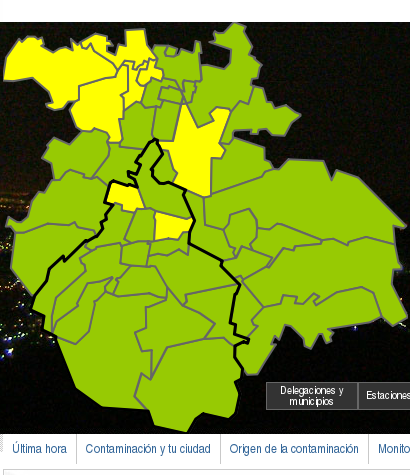 Delegaciones y
municipios
Estaciones
Última hora
Contaminación y tu ciudad
Origen de la contaminación
Monito